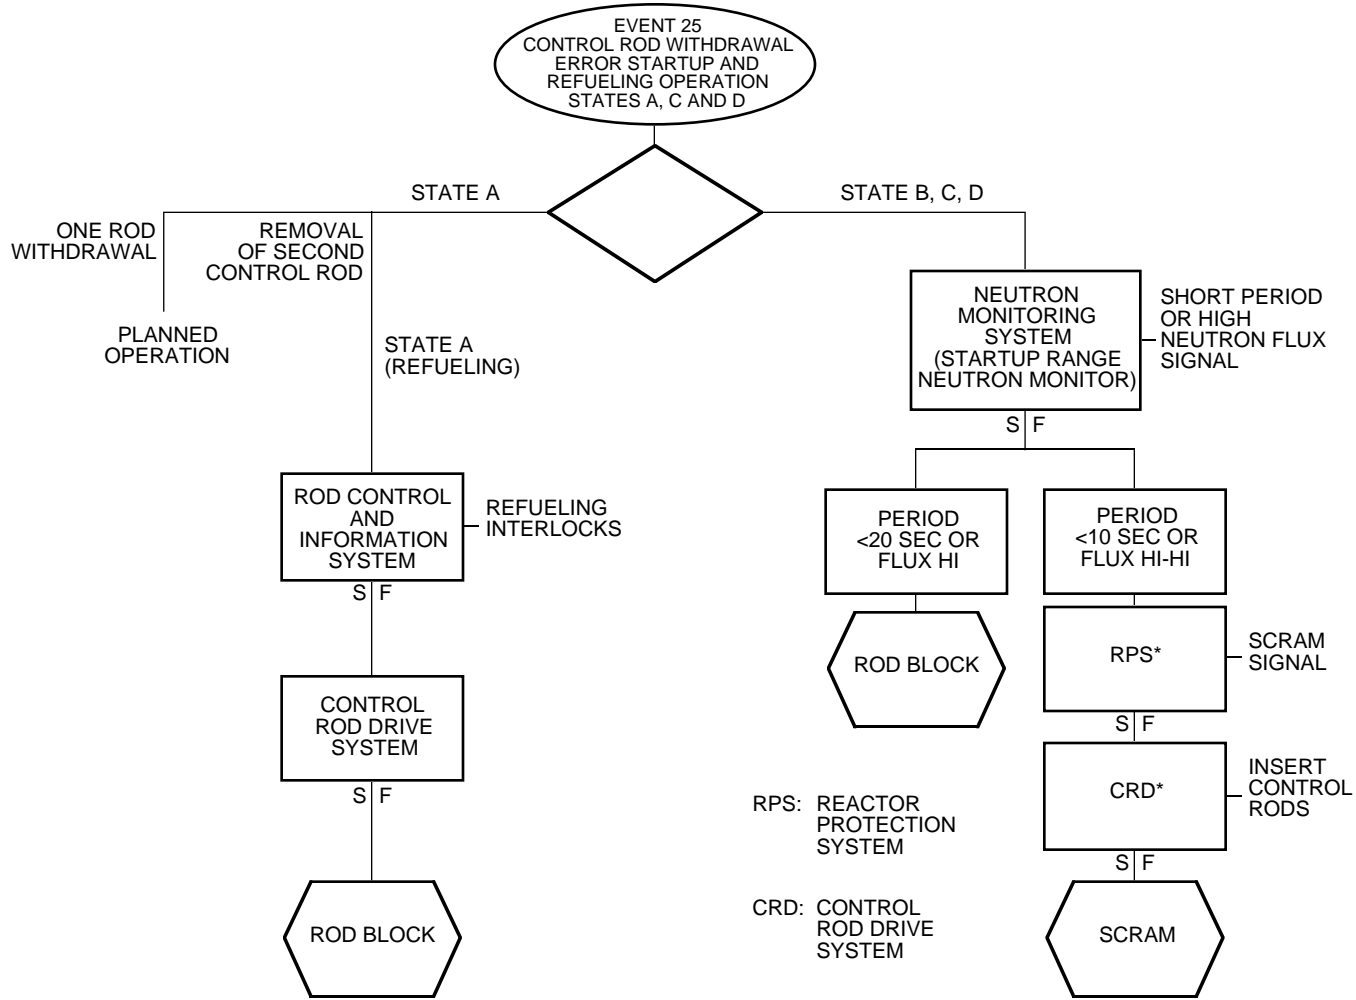 EVENT 25
CONTROL ROD WITHDRAWAL
ERROR STARTUP AND
REFUELING OPERATION
STATES A, C AND D
STATE A
STATE B, C, D
ONE ROD
WITHDRAWAL
REMOVAL
OF SECOND
CONTROL ROD
PLANNED
OPERATION
STATE A
(REFUELING)
NEUTRON
MONITORING
SYSTEM
(STARTUP RANGE
NEUTRON MONITOR)
SHORT PERIOD
OR HIGH
NEUTRON FLUX
SIGNAL
S F
ROD CONTROL
AND
INFORMATION
SYSTEM
REFUELING
INTERLOCKS
S F
PERIOD
<20 SEC OR
FLUX HI
PERIOD
<10 SEC OR
FLUX HI-HI
ROD BLOCK
RPS*
SCRAM
SIGNAL
S F
CONTROL
ROD DRIVE
SYSTEM
S F
CRD*
INSERT
CONTROL
RODS
S F
RPS: REACTOR
PROTECTION
SYSTEM
CRD: CONTROL
ROD DRIVE
SYSTEM
ROD BLOCK
SCRAM